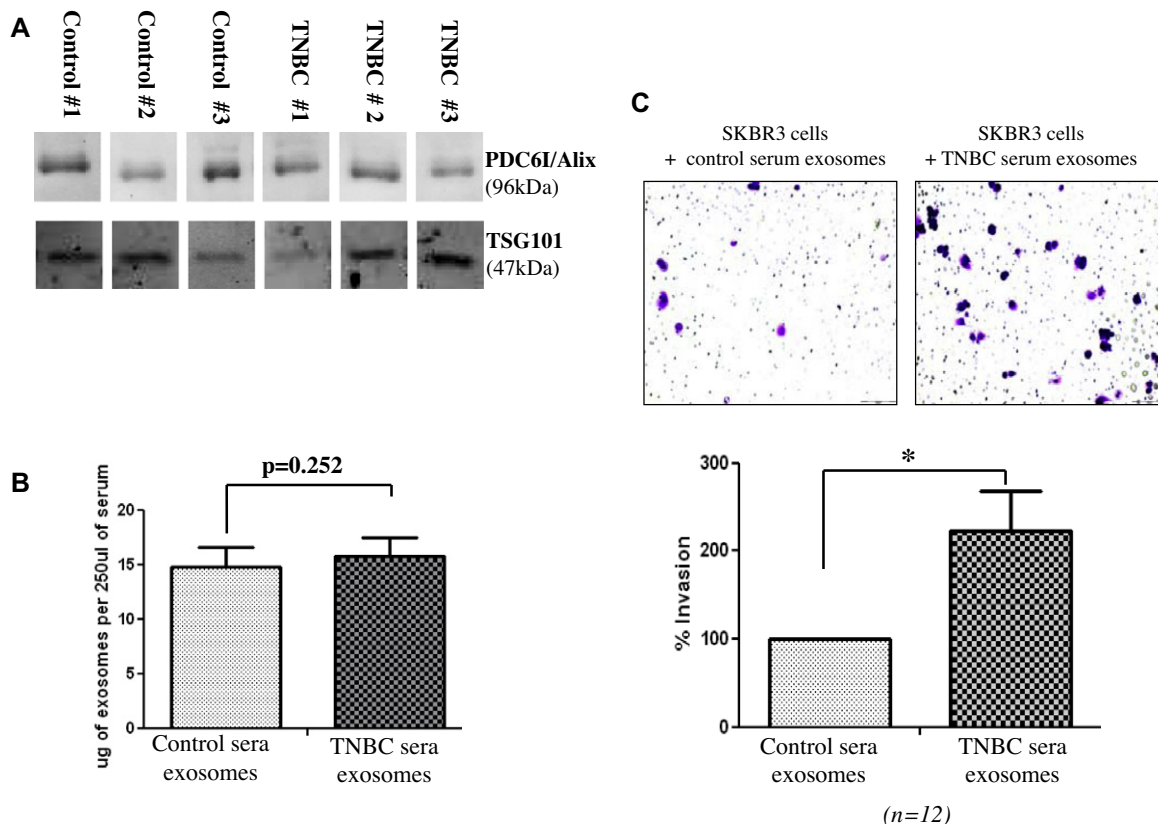 A
Control #1
Control #2
Control #3
TNBC #1
TNBC # 2
TNBC #3
PDC6I/Alix
(96kDa)
TSG101
(47kDa)
B
p=0.252
ug of exosomes per 250ul of serum
20
15
10
5
0
Control sera
exosomes
TNBC sera
exosomes
C
SKBR3 cells
+ control serum exosomes
SKBR3 cells
+ TNBC serum exosomes
*
% Invasion
300
200
100
0
Control sera
exosomes
TNBC sera
exosomes
(n=12)